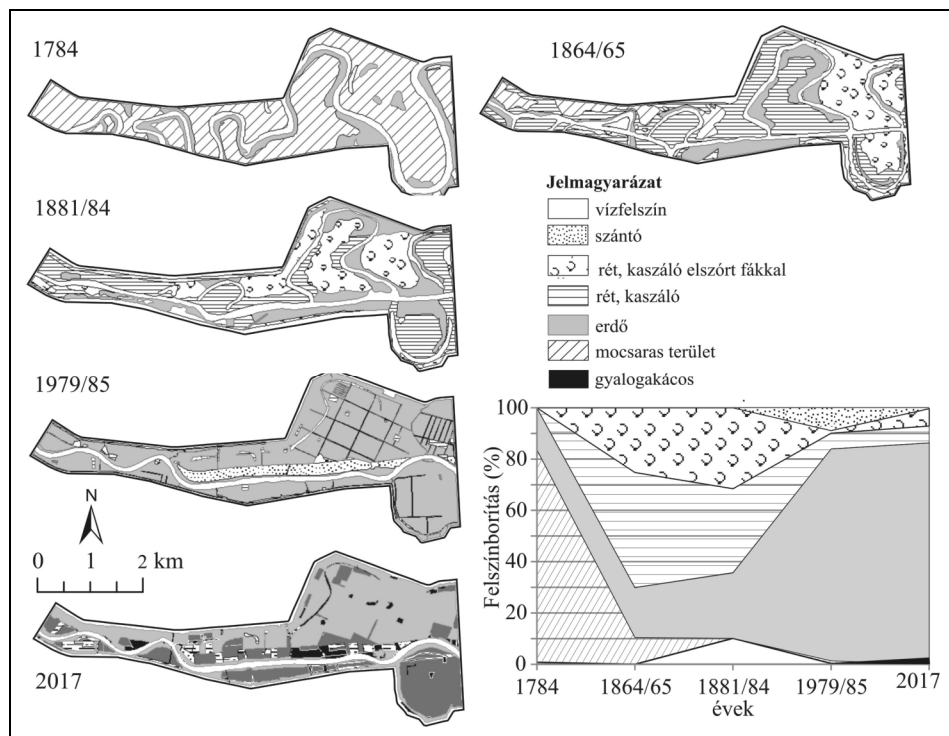 1784
1864/65
Jelmagyarázat
vízfelszín
szántó
rét, kaszáló elszórt fákkal
rét, kaszáló
erdő
mocsaras terület
gyalogakácos
1881/84
1979/85
N
0 1 2 km
2017
Felszínborítás (%)
100
80
60
40
20
0
1784 1864/65 1881/84 1979/85 2017
évek